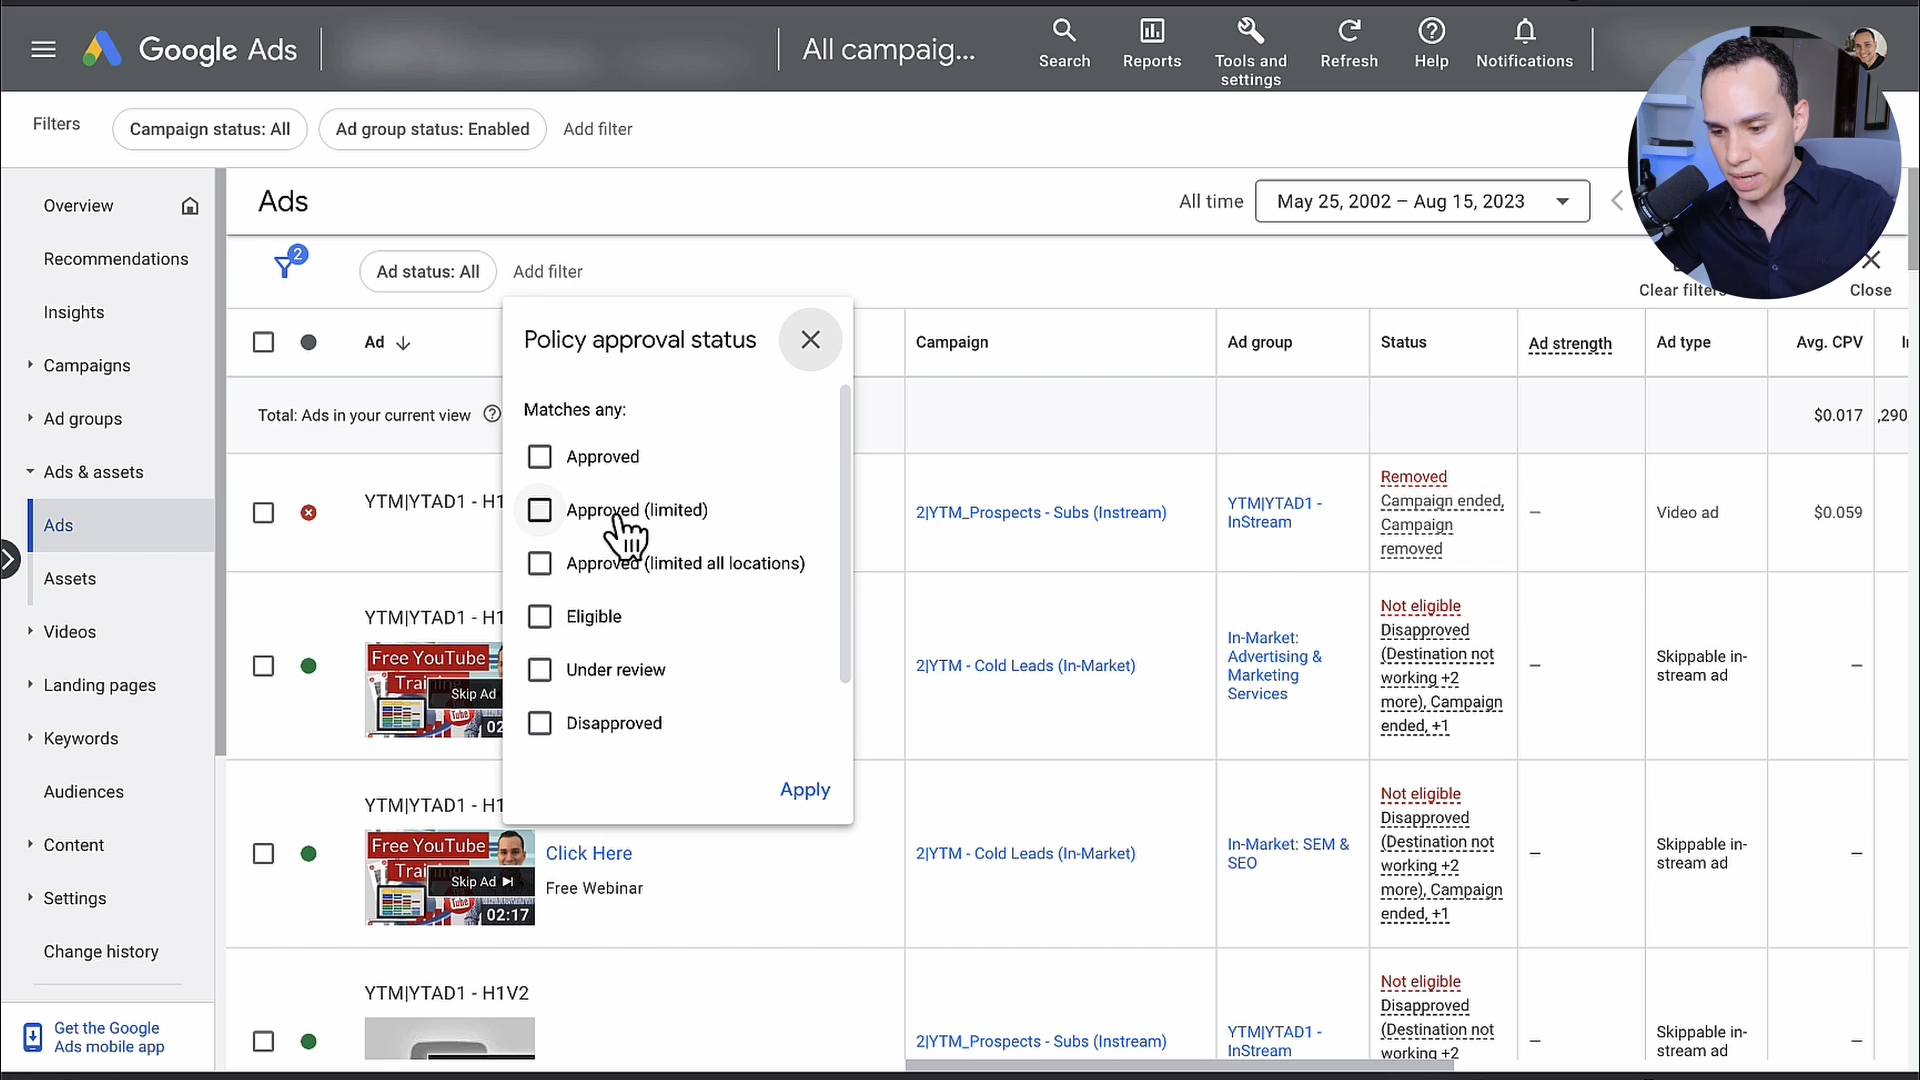 Google Ads
All campaig...
Search
Reports
Tools and
settings
Refresh
Help
Notifications
Filters
Campaign status: All
Ad group status: Enabled
Add filter
Overview
Recommendations
Insights
Campaigns
Ad groups
Ads & assets
Ads
Assets
Videos
Landing pages
Keywords
Audiences
Content
Settings
Change history
Get the Google
Ads mobile app
Ads
All time
May 25, 2002 – Aug 15, 2023
2
Ad status: All
Add filter
Clear filters
Close
Policy approval status
Matches any:
Approved
Approved (limited)
Approved (limited all locations)
Eligible
Under review
Disapproved
Apply
Ad
Campaign
Ad group
Status
Ad strength
Ad type
Avg. CPV
Total: Ads in your current view
$0.017
,290
YTM|YTAD1 - H1
2|YTM_Prospects - Subs (Instream)
YTM|YTAD1 -
InStream
Removed
Campaign ended,
Campaign
removed
–
Video ad
$0.059
YTM|YTAD1 - H1
Free YouTube
Skip Ad
02
2|YTM - Cold Leads (In-Market)
In-Market:
Advertising &
Marketing
Services
Not eligible
Disapproved
(Destination not
working +2
more), Campaign
ended, +1
–
Skippable in-
stream ad
–
YTM|YTAD1 - H1
Free YouTube
Skip Ad
02:17
Click Here
Free Webinar
2|YTM - Cold Leads (In-Market)
In-Market: SEM &
SEO
Not eligible
Disapproved
(Destination not
working +2
more), Campaign
ended, +1
–
Skippable in-
stream ad
–
YTM|YTAD1 - H1V2
2|YTM_Prospects - Subs (Instream)
YTM|YTAD1 -
InStream
Not eligible
Disapproved
(Destination not
working +2
–
Skippable in-
stream ad
–